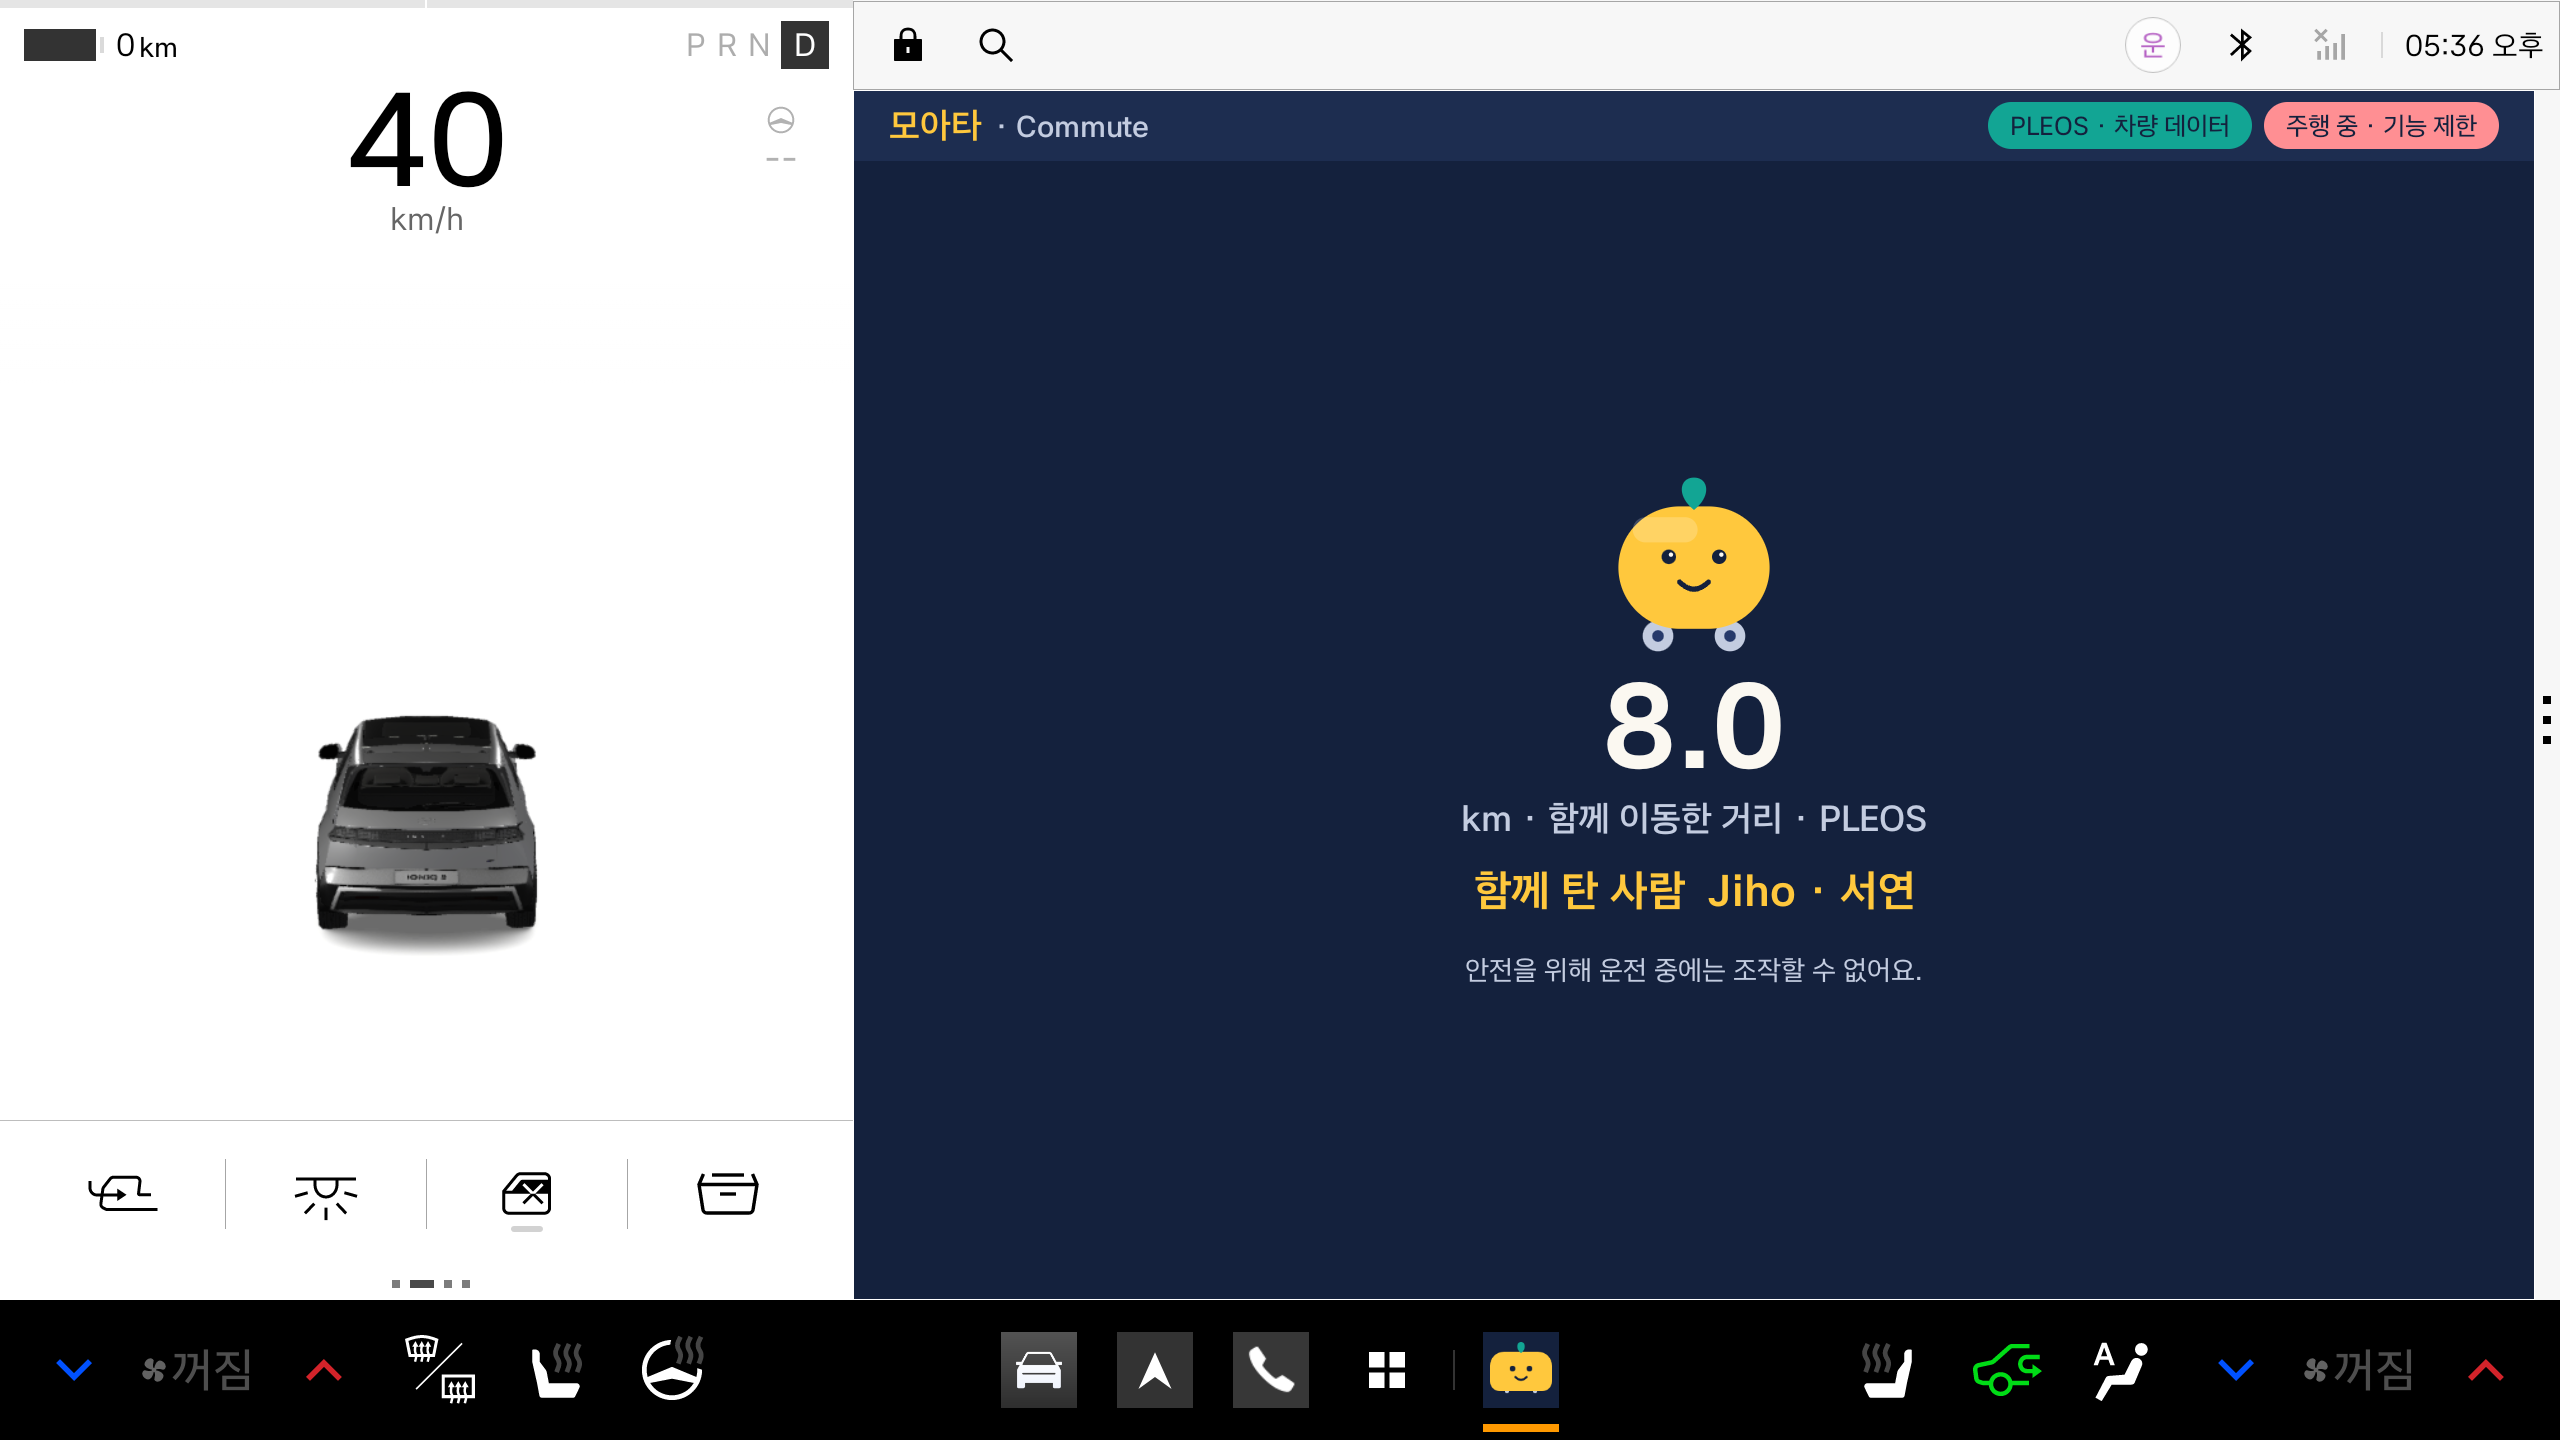 0 km
P R N D
40
km/h
운
05:36 오후
모아타 · Commute
PLEOS · 차량 데이터
주행 중 · 기능 제한
8.0
km · 함께 이동한 거리 · PLEOS
함께 탄 사람 Jiho · 서연
안전을 위해 운전 중에는 조작할 수 없어요.
꺼짐
A
꺼짐